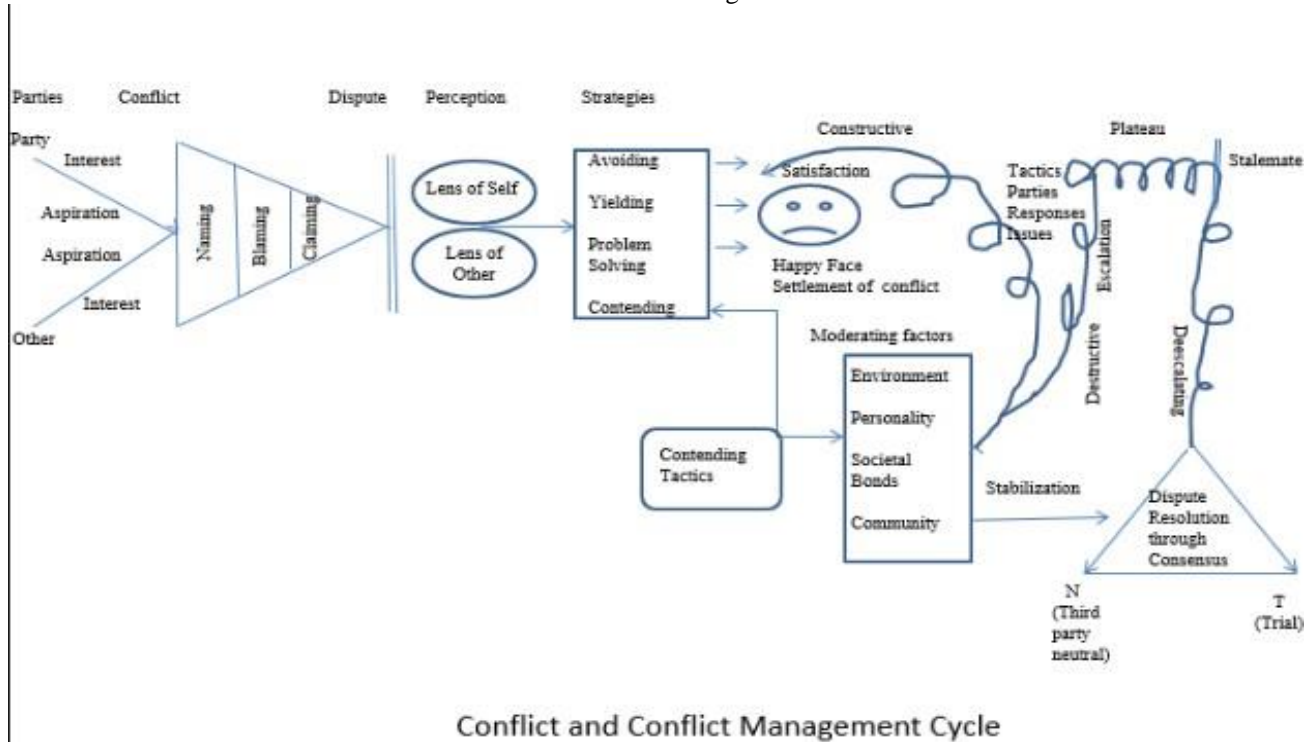 Parties Conflict Dispute Perception Strategies
Party
Interest
Aspiration
Aspiration
Interest
Other
Naming
Blaming
Claiming
Lens of Self
Lens of
Other
Avoiding
Yielding
Problem
Solving
Contending
Constructive
Satisfaction
Happy Face
Settlement of conflict
Tactics
Parties
Responses
Issues
Plateau
Stalemate
Escalation
Destructive
Deescalating
Moderating factors
Environment
Personality
Societal
Bonds
Community
Contending
Tactics
Stabilization
Dispute
Resolution
through
Consensus
N
(Third
party
neutral)
T
(Trial)
Conflict and Conflict Management Cycle